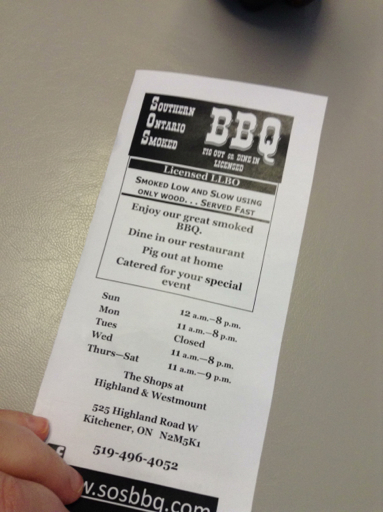 SOUTHERN
ONTARIO
SMOKED
BBQ
PIG OUT OR DINE IN
LICENSED
Licensed LLBO
SMOKED LOW AND SLOW USING
ONLY WOOD. . . SERVED FAST
Enjoy our great smoked
BBQ.
Dine in our restaurant
Pig out at home
Catered for your special
event
Sun 12 a.m.—8 p.m.
Mon 11 a.m.—8 p.m.
Tues Closed
Wed 11 a.m.—8 p.m.
Thurs—Sat 11 a.m.—9 p.m.
The Shops at
Highland & Westmount
525 Highland Road W
Kitchener, ON N2M5K1
519-496-4052
w.sosbbq.com